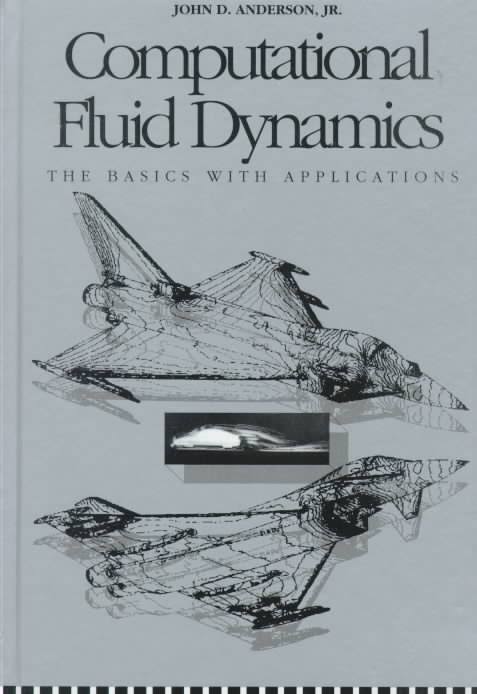 JOHN D. ANDERSON, JR.
Computational
Fluid Dynamics
THE BASICS WITH APPLICATIONS